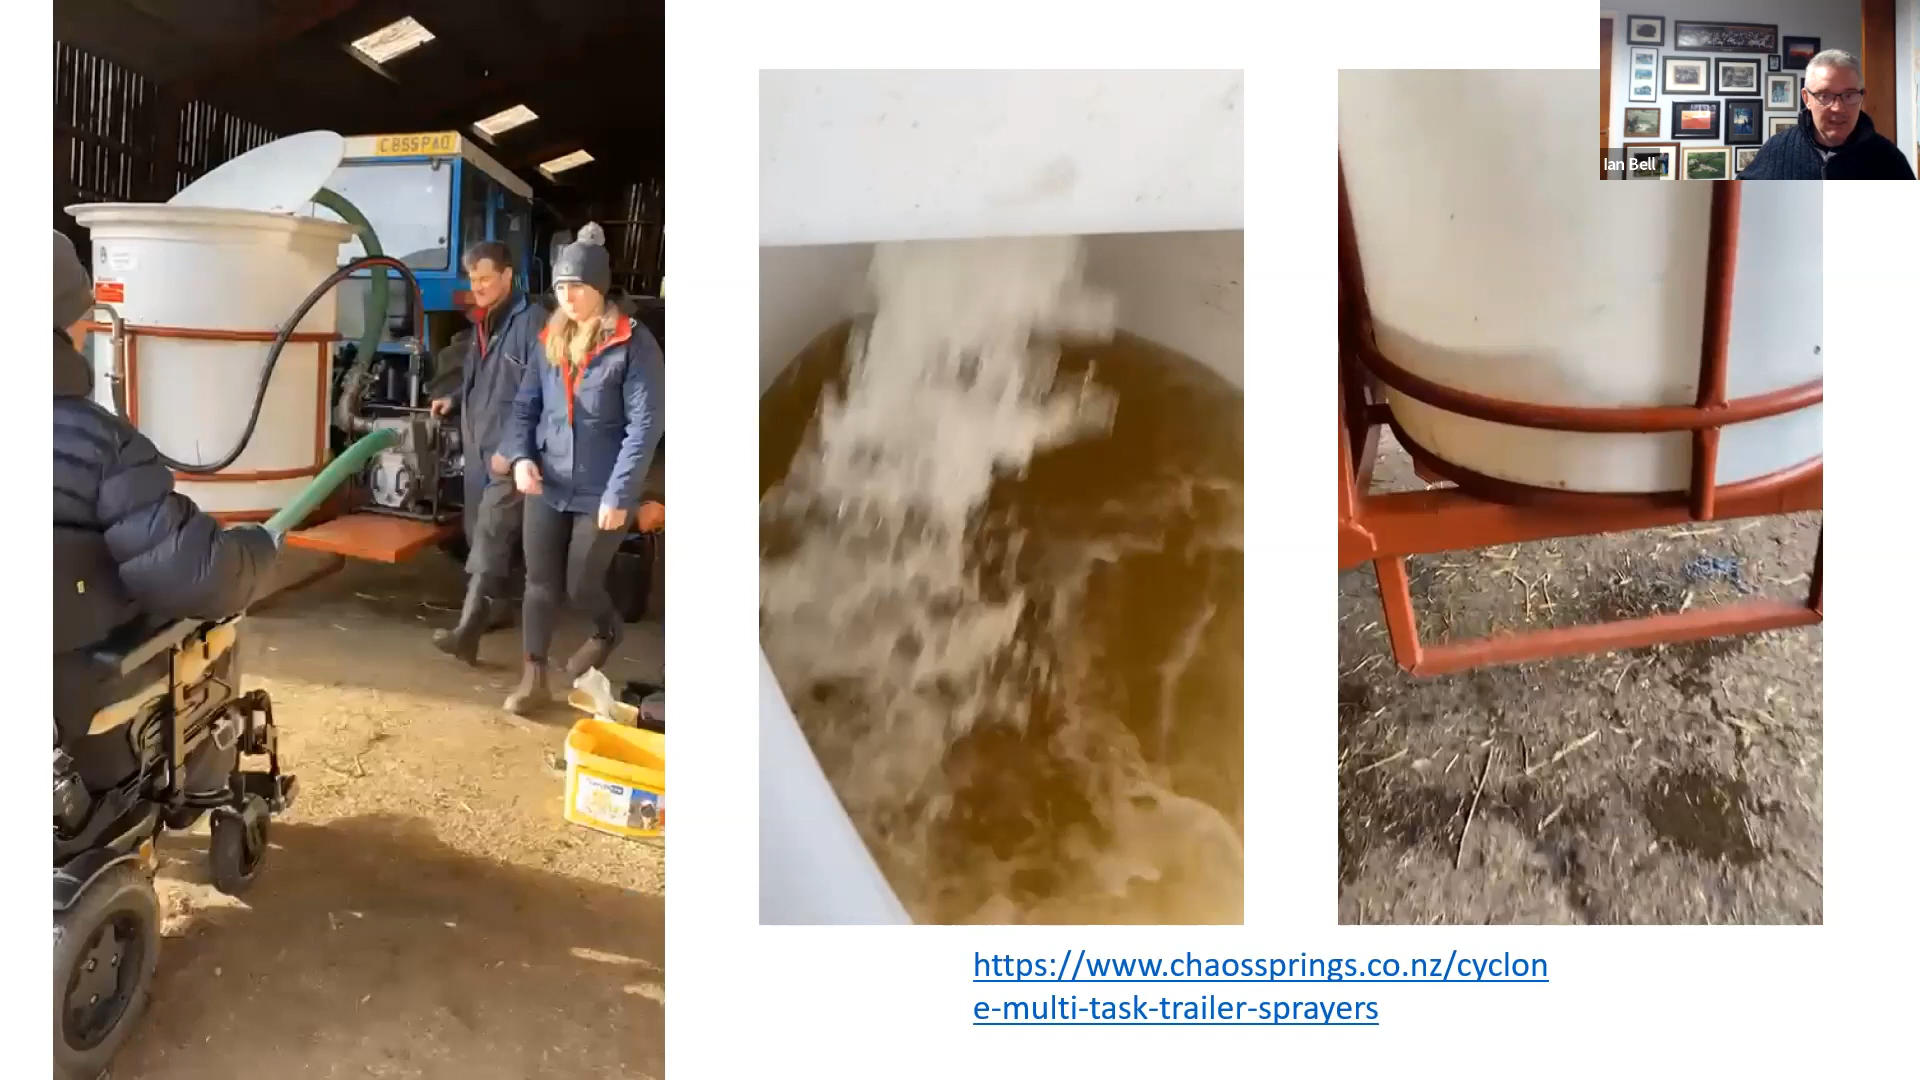 C855PAO
Ian Bell
https://www.chaossprings.co.nz/cyclon
e-multi-task-trailer-sprayers